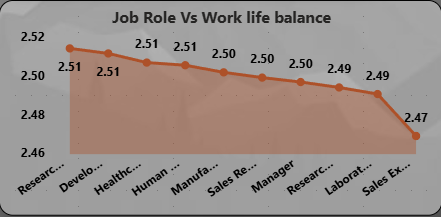 Job Role Vs Work life balance
2.52
2.50
2.48
2.46
2.51
2.51
2.51
2.51
2.50
2.50
2.50
2.49
2.49
2.47
Researc...
Develo...
Healthc...
Human ...
Manufa...
Sales Re...
Manager
Researc...
Laborat...
Sales Ex...